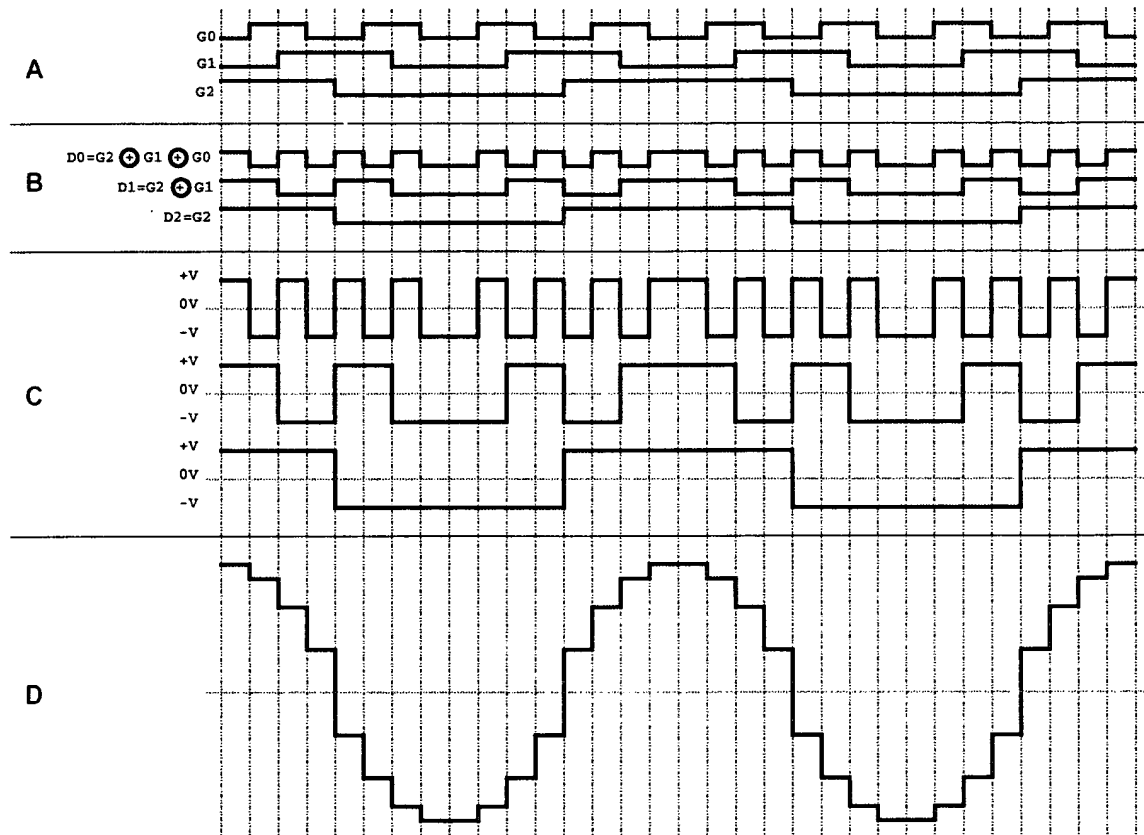 G0
A
G1
G2
D0=G2 ⊕ G1 ⊕ G0
B
D1=G2 ⊕ G1
D2=G2
+V
0V
-V
+V
C
0V
-V
+V
0V
-V
D